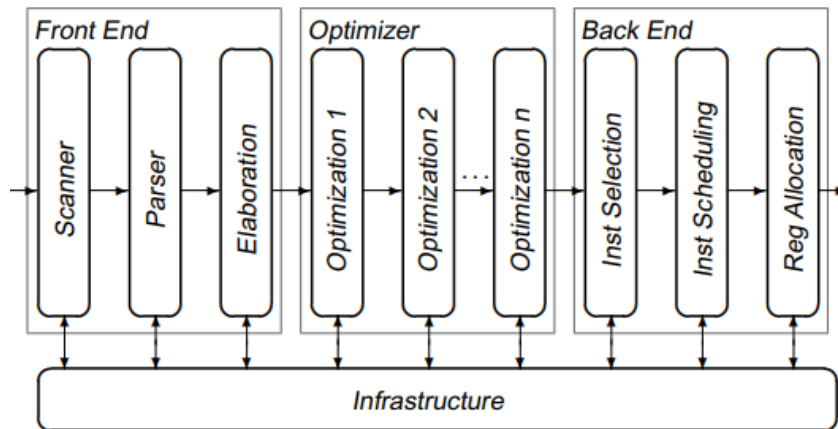 Front End
Optimizer
Back End
Scanner
Parser
Elaboration
Optimization 1
Optimization 2
. . .
Optimization n
Inst Selection
Inst Scheduling
Reg Allocation
Infrastructure